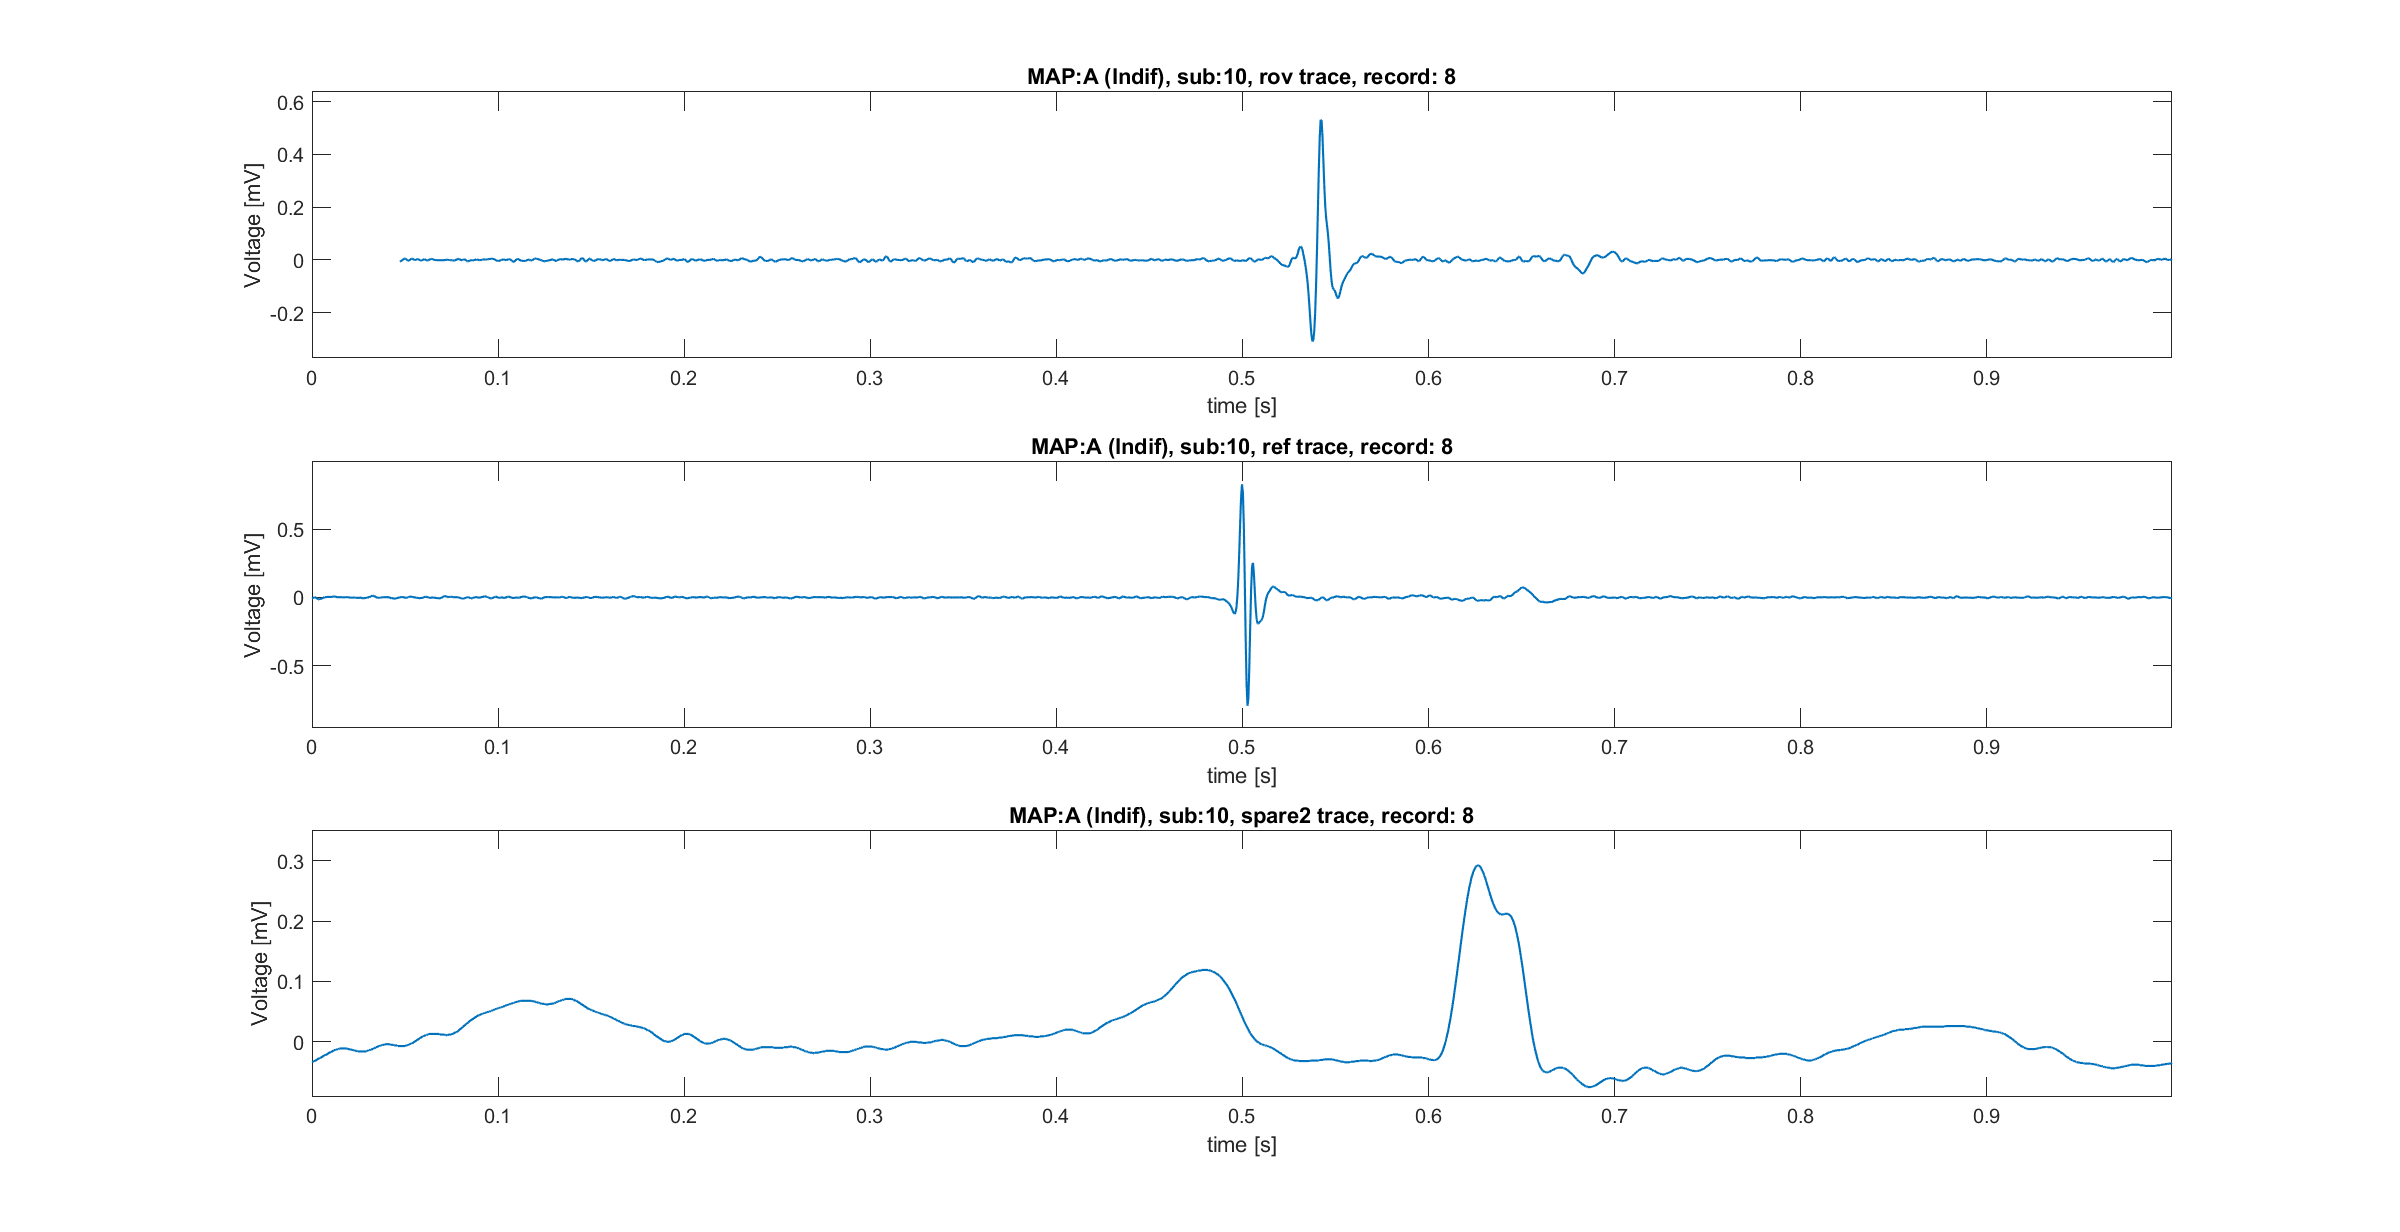 MAP:A (Indif), sub:10, rov trace, record: 8
0.6
0.4
0.2
0
-0.2
Voltage [mV]
0 0.1 0.2 0.3 0.4 0.5 0.6 0.7 0.8 0.9
time [s]
MAP:A (Indif), sub:10, ref trace, record: 8
0.5
0
-0.5
Voltage [mV]
0 0.1 0.2 0.3 0.4 0.5 0.6 0.7 0.8 0.9
time [s]
MAP:A (Indif), sub:10, spare2 trace, record: 8
0.3
0.2
0.1
0
Voltage [mV]
0 0.1 0.2 0.3 0.4 0.5 0.6 0.7 0.8 0.9
time [s]